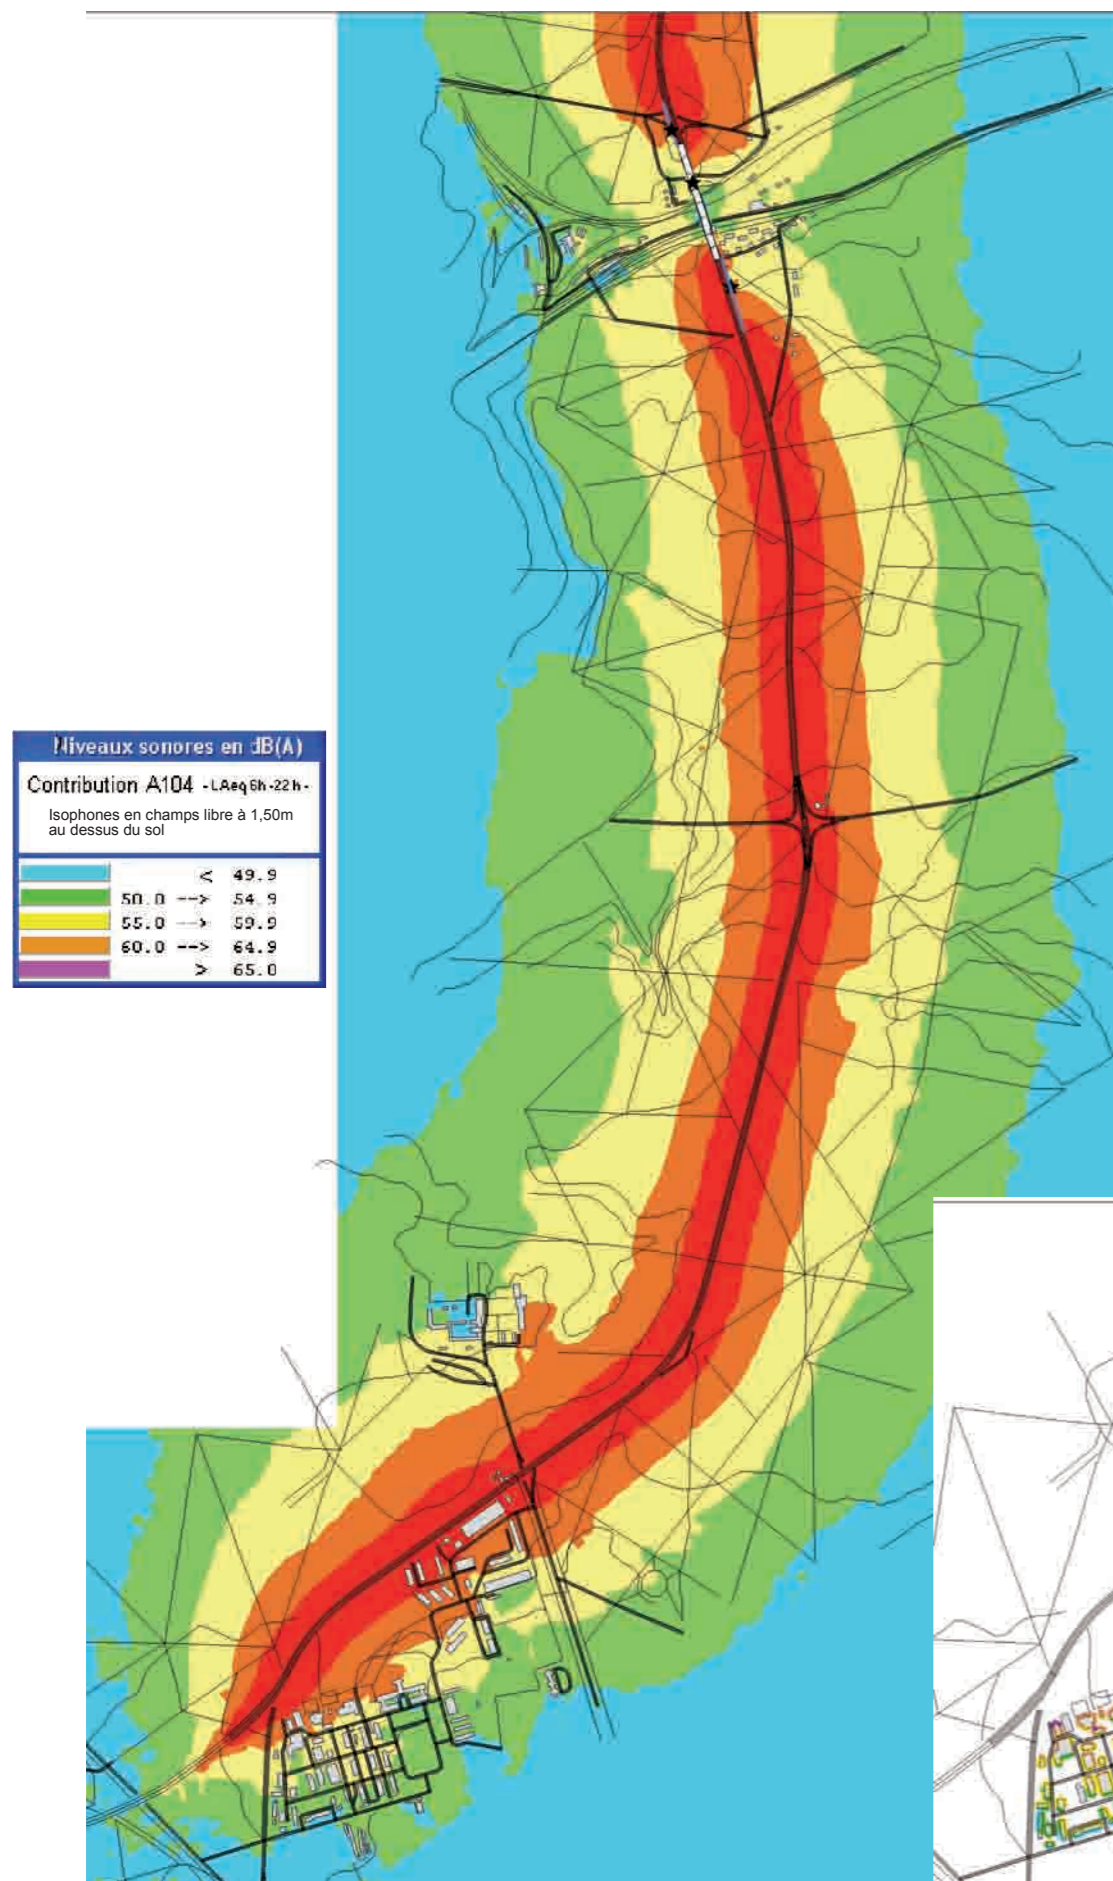 Niveaux sonores en dB(A)
Contribution A104 - LAeq 6h-22h -
Isophones en champs libre à 1,50m
au dessus du sol
< 49.9
50.0 --> 54.9
55.0 --> 59.9
60.0 --> 64.9
> 65.0